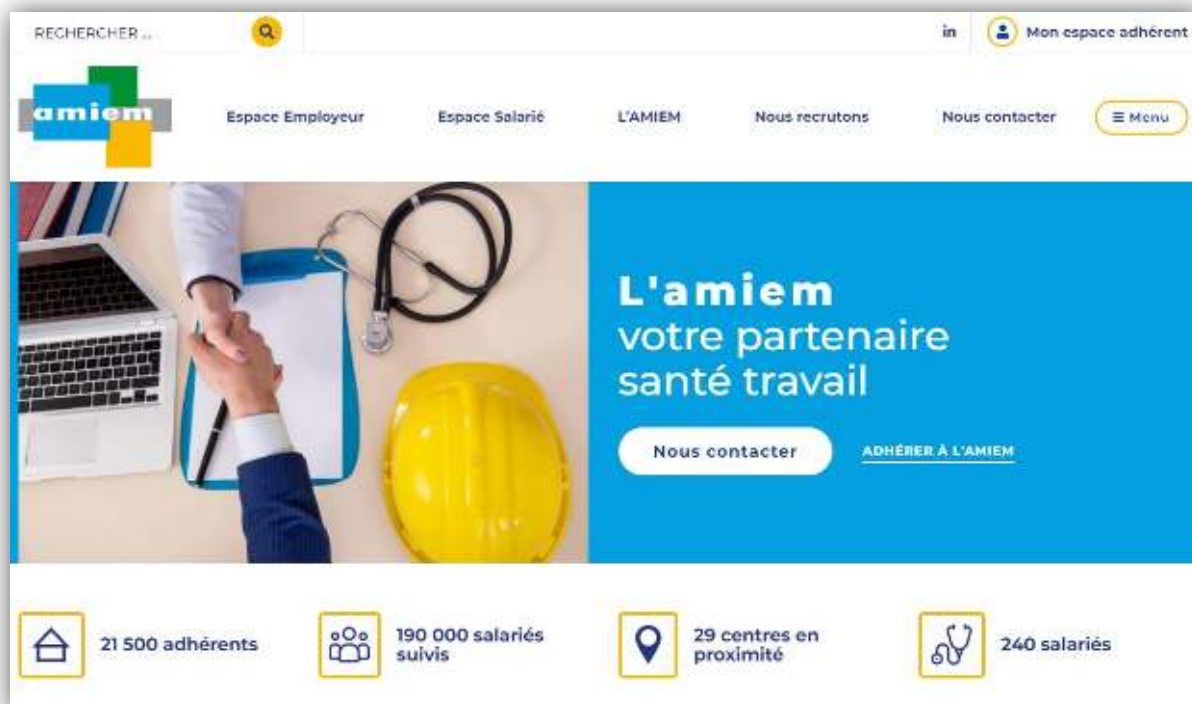 RECHERCHER ...
in
Mon espace adhérent
amiem
Espace Employeur
Espace Salarié
L'AMIEM
Nous recrutons
Nous contacter
Menu
L'amiem
votre partenaire
santé travail
Nous contacter
ADHÉRER À L'AMIEM
21 500 adhérents
190 000 salariés
suivis
29 centres en
proximité
240 salariés